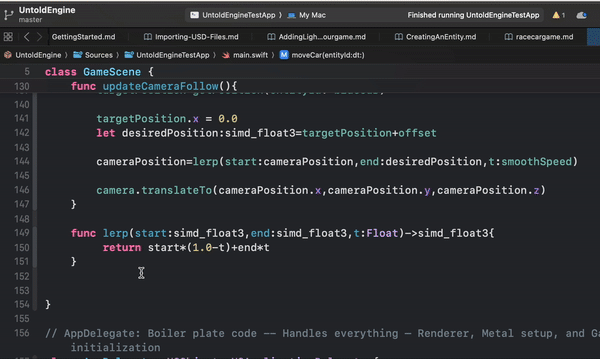 UntoldEngine
master
UntoldEngineTestApp 〉 My Mac
Finished running UntoldEngineTestApp
1
GettingStarted.md
Importing-USD-Files.md
AddingLigh…ourgame.md
CreatingAnEntity.md
racecargame.md
UntoldEngine 〉 Sources 〉 UntoldEngineTestApp 〉 main.swift 〉 M moveCar(entityId:dt:)
5 class GameScene {
130 func updateCameraFollow(){
140
141 targetPosition.x = 0.0
142 let desiredPosition:simd_float3=targetPosition+offset
143
144 cameraPosition=lerp(start:cameraPosition,end:desiredPosition,t:smoothSpeed)
145
146 camera.translateTo(cameraPosition.x,cameraPosition.y,cameraPosition.z)
147 }
148
149 func lerp(start:simd_float3,end:simd_float3,t:Float)->simd_float3{
150 return start*(1.0-t)+end*t
151 }
152
153
154 }
155
156 // AppDelegate: Boiler plate code -- Handles everything – Renderer, Metal setup, and Ga
initialization